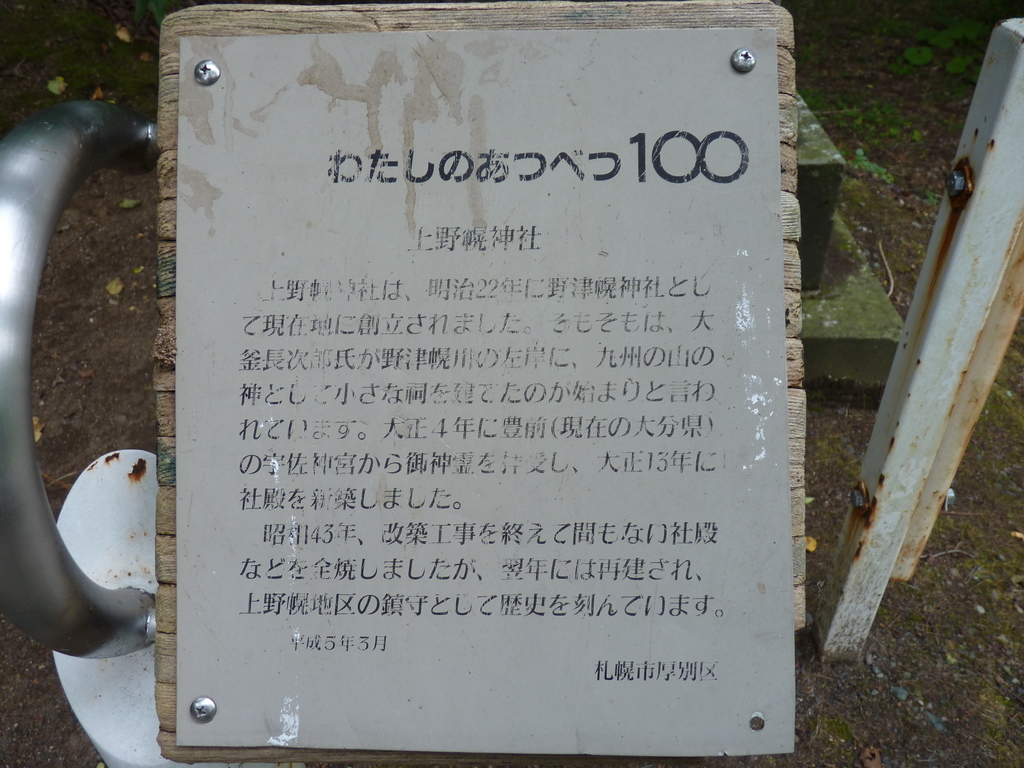 わたしのあつべつ100
上野幌神社
上野幌神社は、明治22年に野津幌神社とし
て現在地に創立されました。そもそもは、大
釜長次郎氏が野津幌川の左岸に、九州の山の
神として小さな祠を建てたのが始まりと言わ
れています。大正4年に豊前(現在の大分県)
の宇佐神宮から御神霊を拝受し、大正13年に
社殿を新築しました。
昭和43年、改築工事を終えて間もない社殿
などを全焼しましたが、翌年には再建され、
上野幌地区の鎮守として歴史を刻んでいます。
平成5年3月
札幌市厚別区